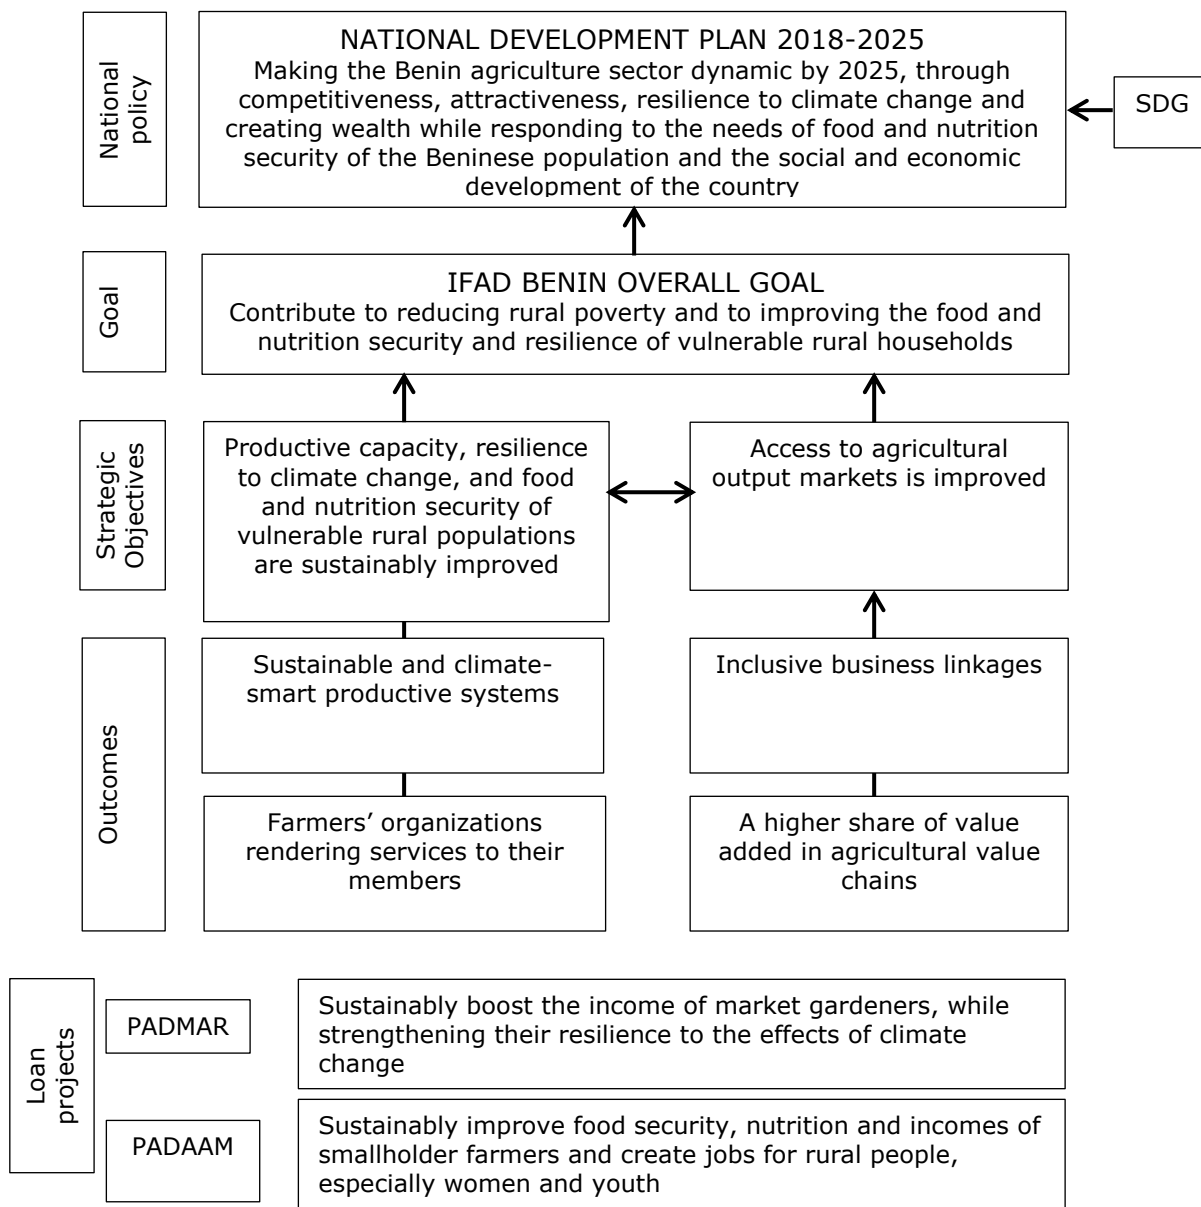 National
policy
NATIONAL DEVELOPMENT PLAN 2018-2025
Making the Benin agriculture sector dynamic by 2025, through
competitiveness, attractiveness, resilience to climate change and
creating wealth while responding to the needs of food and nutrition
security of the Beninese population and the social and economic
development of the country
SDG
Goal
IFAD BENIN OVERALL GOAL
Contribute to reducing rural poverty and to improving the food and
nutrition security and resilience of vulnerable rural households
Strategic
Objectives
Productive capacity, resilience
to climate change, and food
and nutrition security of
vulnerable rural populations
are sustainably improved
Access to agricultural
output markets is improved
Outcomes
Sustainable and climate-
smart productive systems
Inclusive business linkages
Farmers’ organizations
rendering services to their
members
A higher share of value
added in agricultural value
chains
Loan
projects
PADMAR
Sustainably boost the income of market gardeners, while
strengthening their resilience to the effects of climate
change
PADAAM
Sustainably improve food security, nutrition and incomes of
smallholder farmers and create jobs for rural people,
especially women and youth